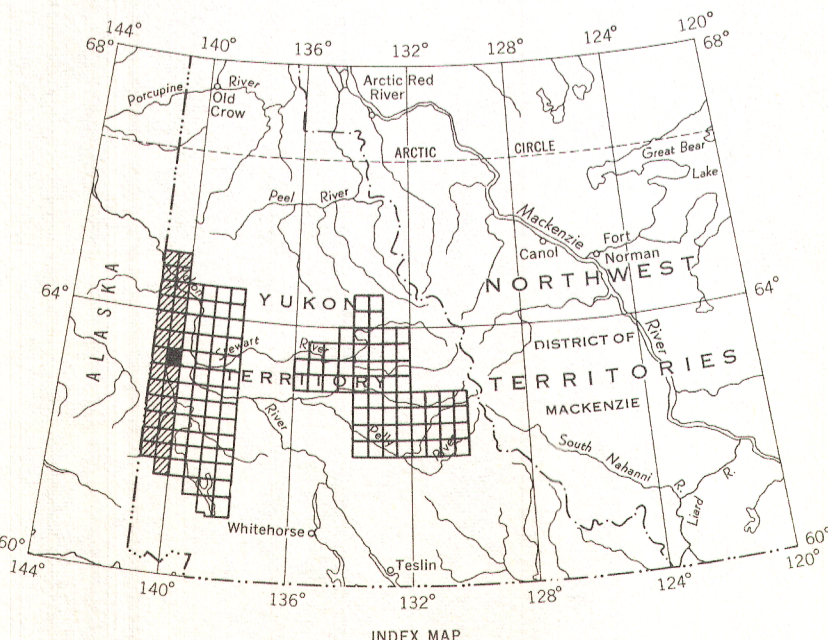 144°
68°
140°
136°
132°
128°
124°
120°
68°
Porcupine River
Old
Crow
Arctic Red
River
ARCTIC CIRCLE
Great Bear
Lake
Peel River
Mackenzie
Canol
Fort
Norman
River
ALASKA
64°
YUKON
TERRITORY
NORTHWEST
TERRITORIES
64°
DISTRICT OF
MACKENZIE
Stewart River
River
Pelly River
South Nahanni R.
Liard R.
Whitehorse
Teslin
60°
144°
140°
136°
132°
128°
124°
60°
120°
INDEX MAP